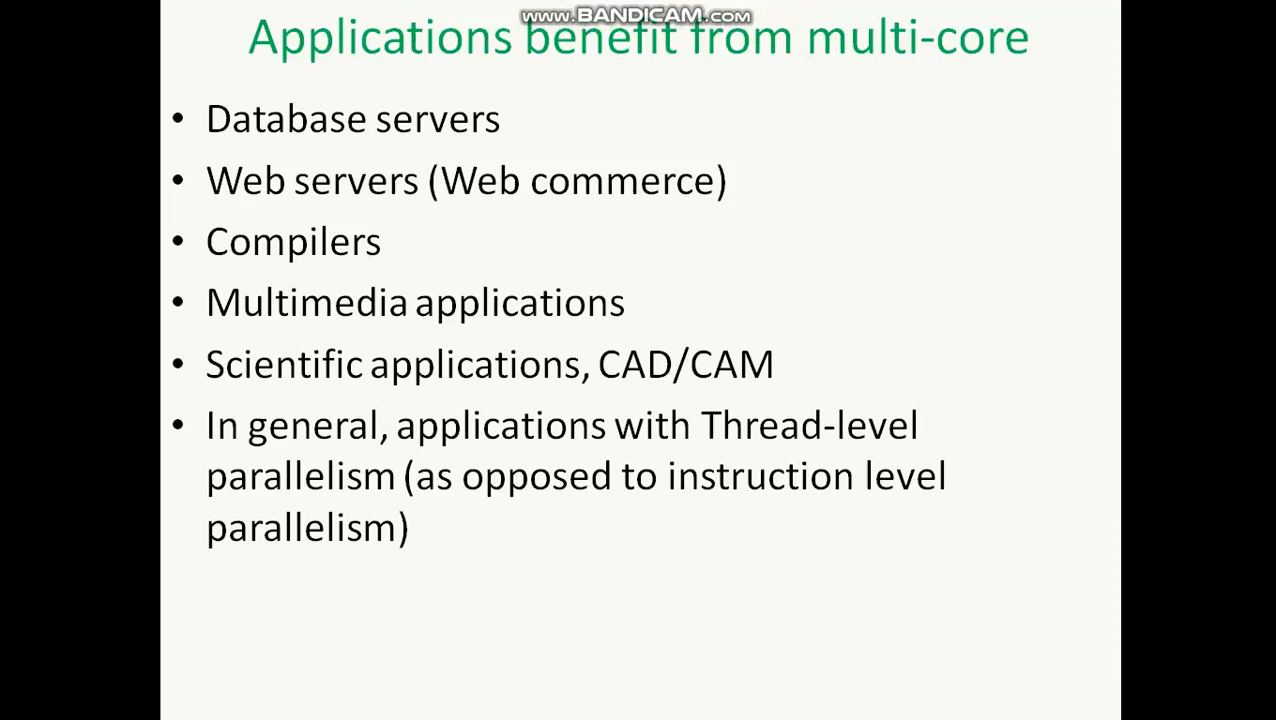 www.BANDICAM.com
Applications benefit from multi-core
• Database servers
• Web servers (Web commerce)
• Compilers
• Multimedia applications
• Scientific applications, CAD/CAM
• In general, applications with Thread-level
parallelism (as opposed to instruction level
parallelism)